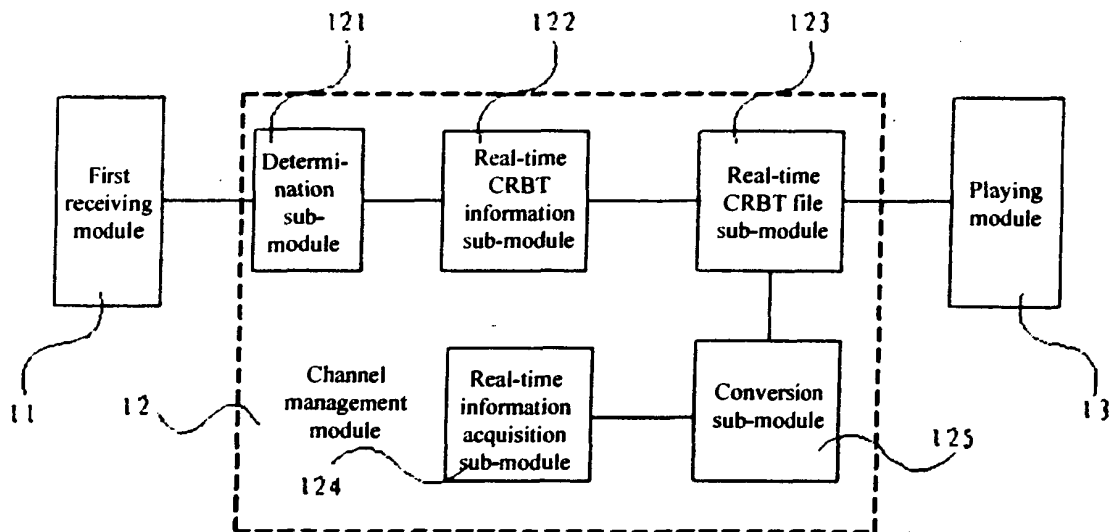 121
122
123
First
receiving
module
Determi-
nation
sub-
module
Real-time
CRBT
information
sub-module
Real-time
CRBT file
sub-module
Playing
module
11
12
Channel
management
module
Real-time
information
acquisition
sub-module
124
Conversion
sub-module
125
13